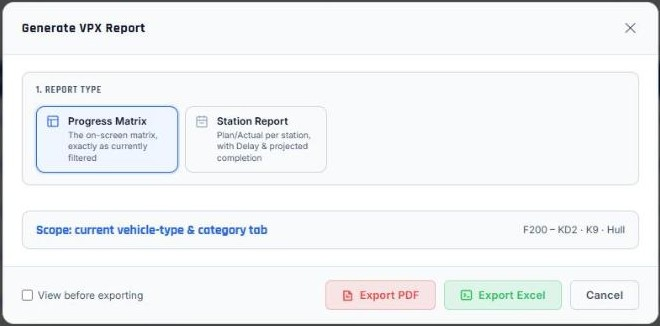 Generate VPX Report
1. REPORT TYPE
Progress Matrix
The on-screen matrix,
exactly as currently
filtered
Station Report
Plan/Actual per station,
with Delay & projected
completion
Scope: current vehicle-type & category tab
F200 – KD2 · K9 · Hull
View before exporting
Export PDF
Export Excel
Cancel